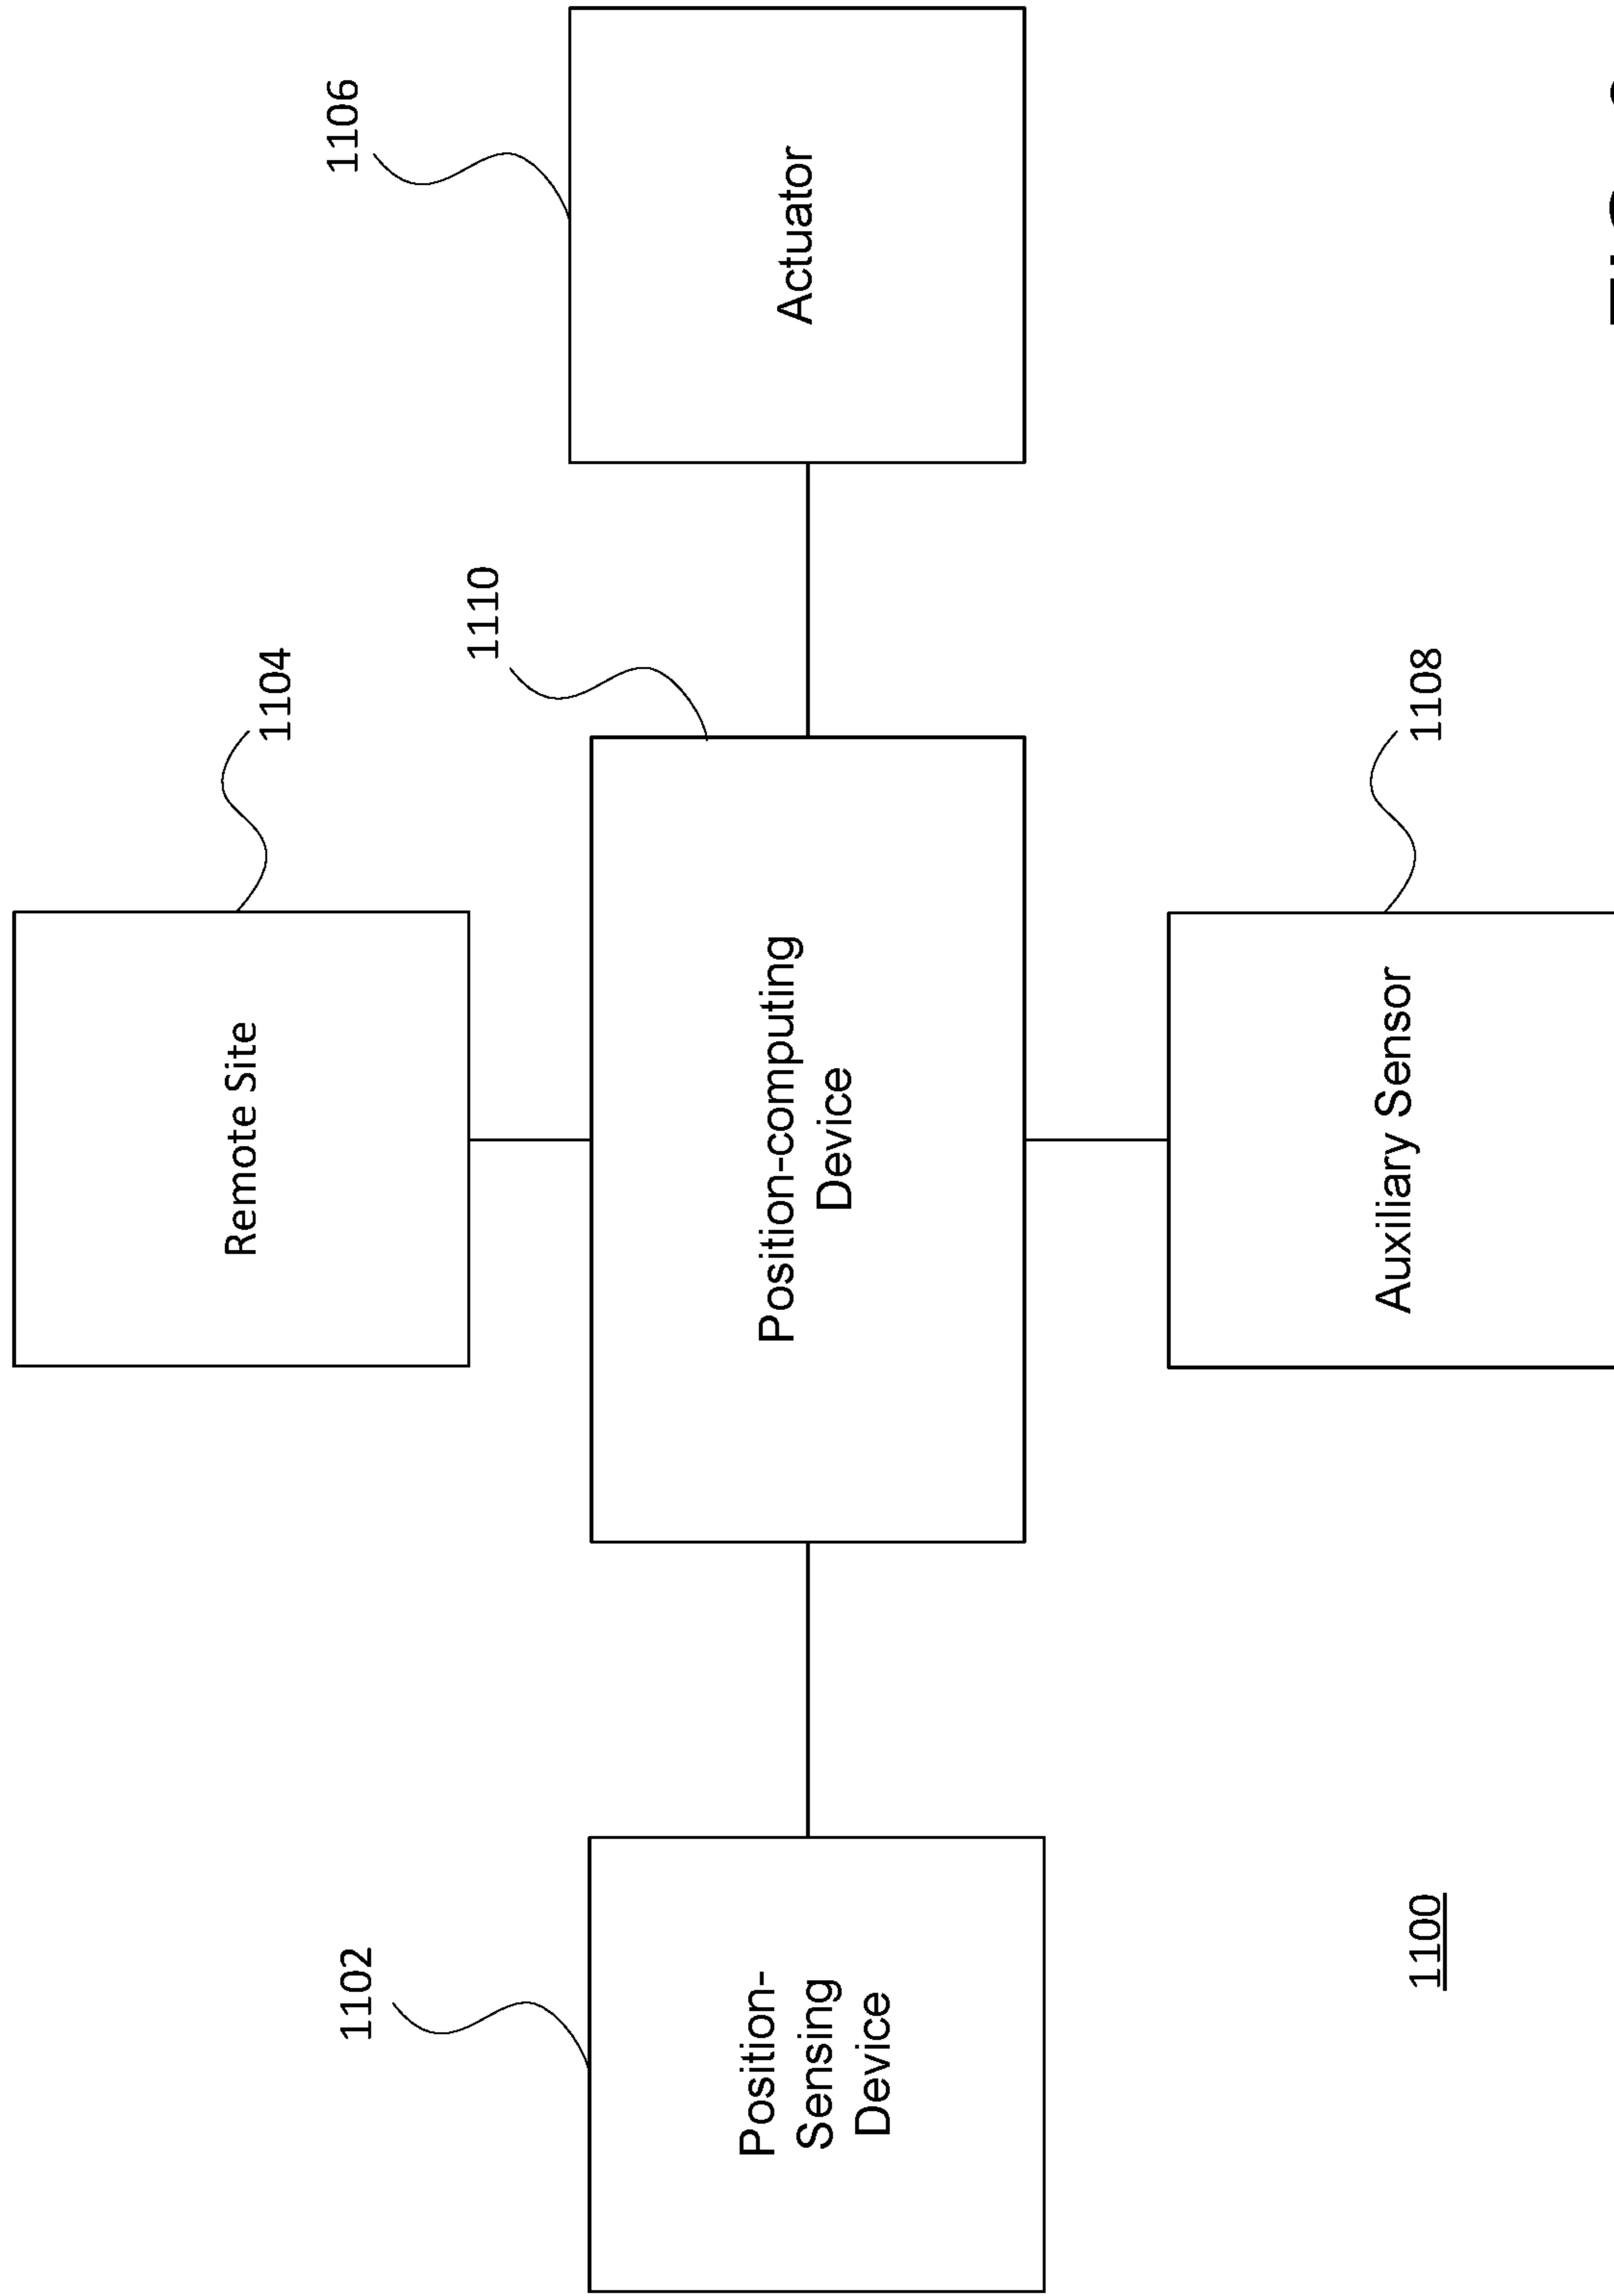 Remote Site
1104
1102
1110
1106
Position-
Sensing
Device
Position-computing
Device
Actuator
Auxiliary Sensor
1108
1100